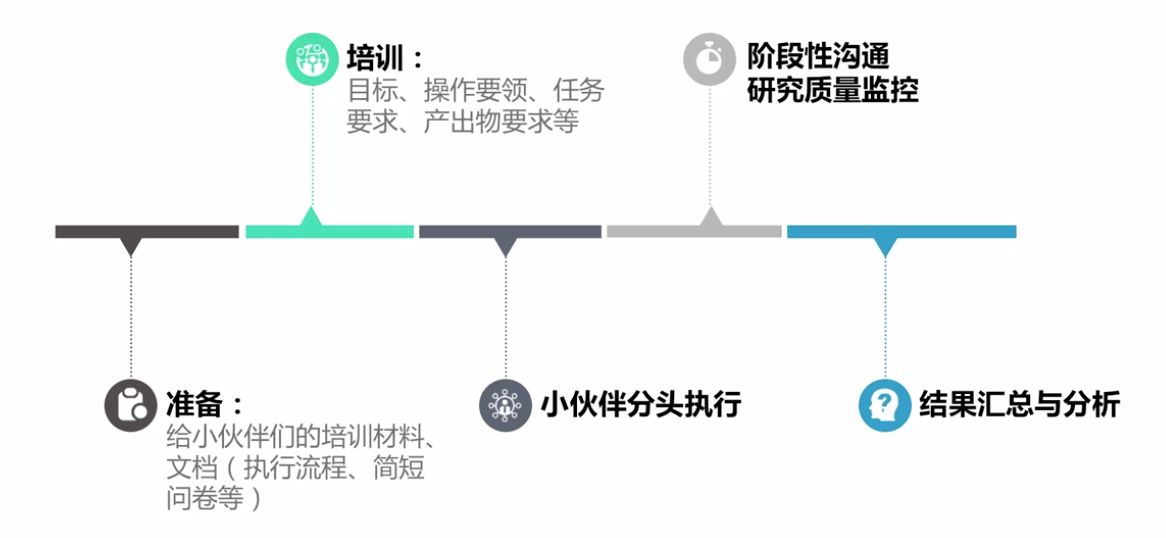 培训：
目标、操作要领、任务
要求、产出物要求等
阶段性沟通
研究质量监控
准备：
给小伙伴们的培训材料、
文档（执行流程、简短
问卷等）
小伙伴分头执行
结果汇总与分析